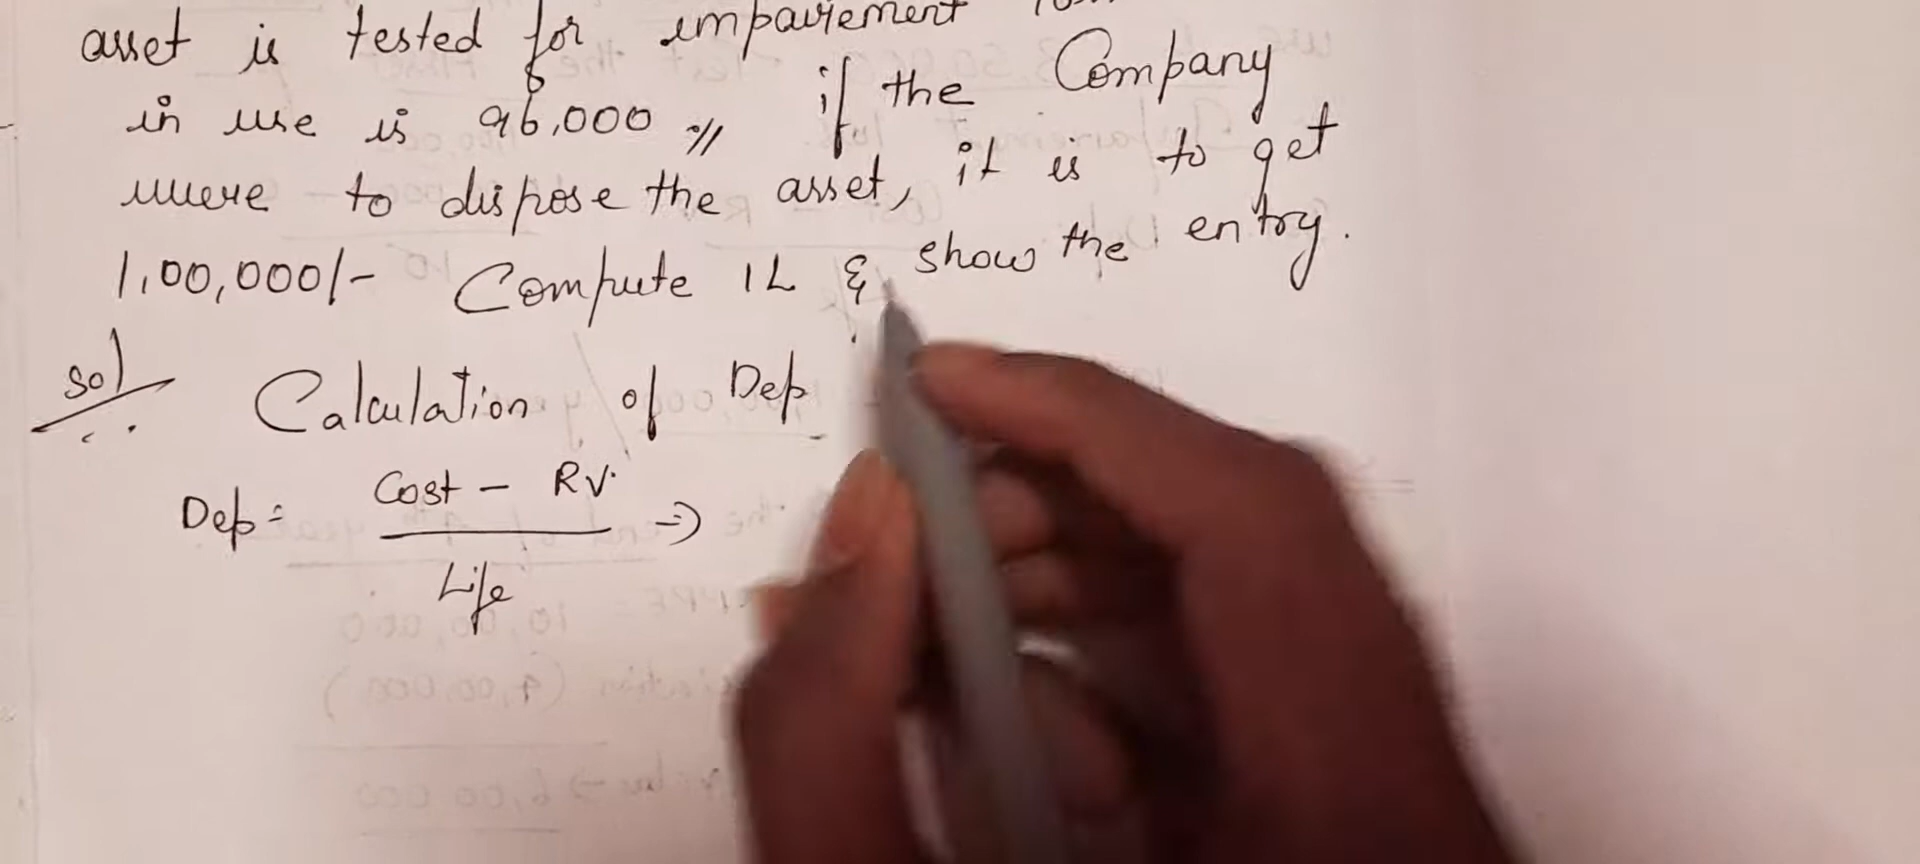 asset is tested for impairement
in use is 96,000 if the Company
were to dispose the asset, it is to get
1,00,000/- Compute IL & show the entry.
Sol Calculation of Dep
Dep = Cost - RV. =>
Life